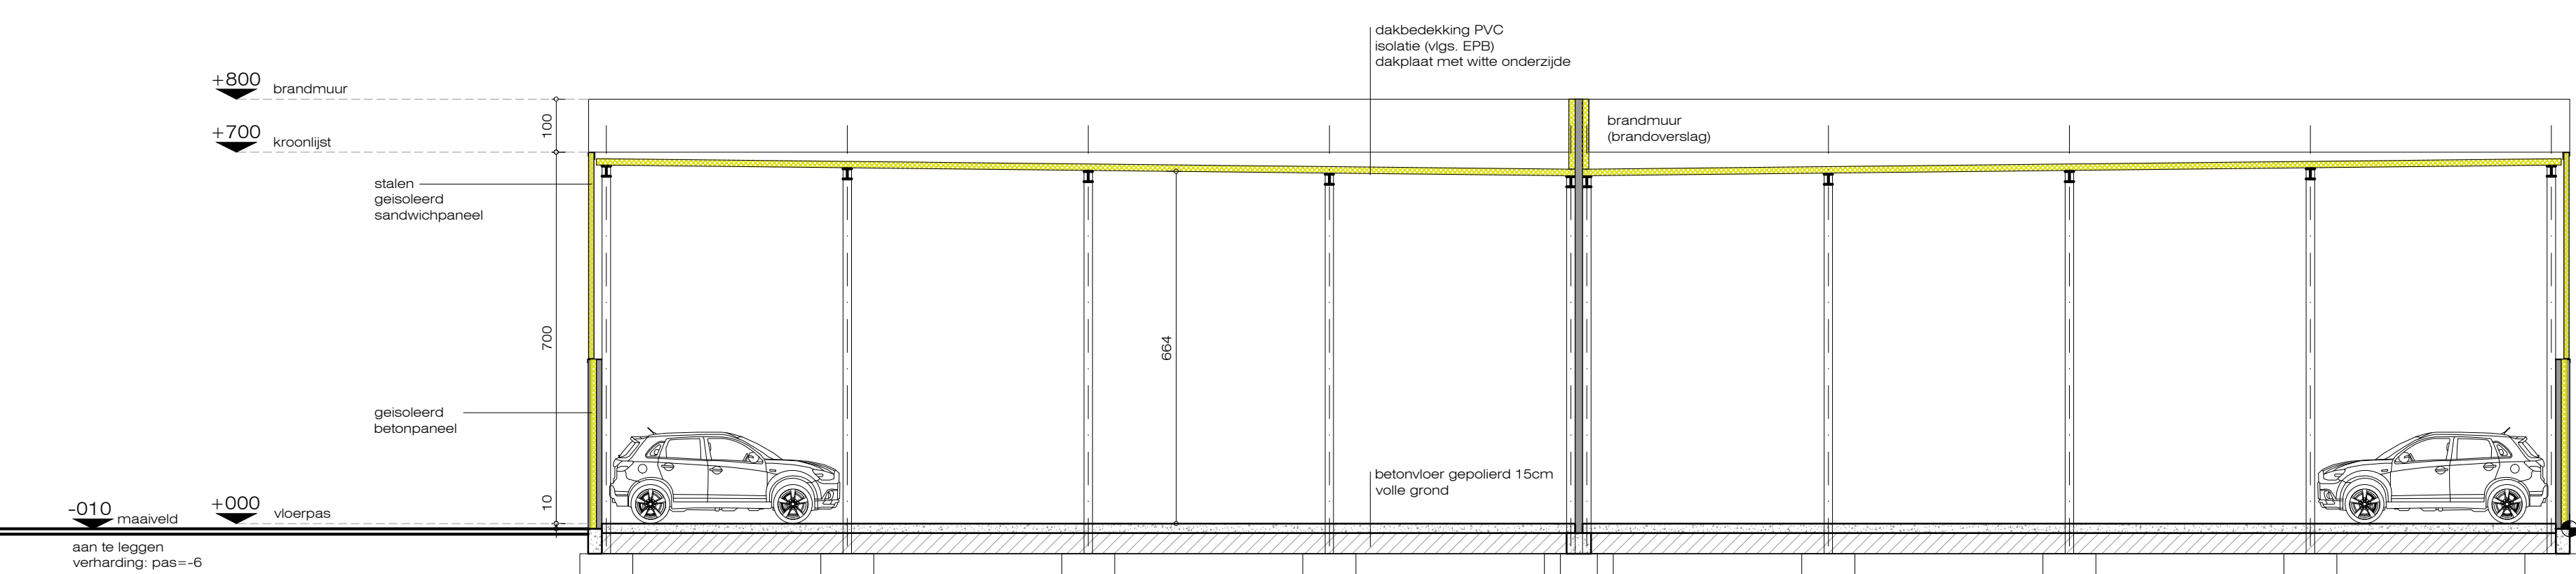 dakbedekking PVC
isolatie (vlgs. EPB)
dakplaat met witte onderzijde
+800
brandmuur
100
brandmuur
(brandoverslag)
+700
kroonlijst
stalen
geisoleerd
sandwichpaneel
700
664
geisoleerd
betonpaneel
betonvloer gepolierd 15cm
volle grond
10
+000
vloerpas
-010
maaiveld
aan te leggen
verharding: pas=-6